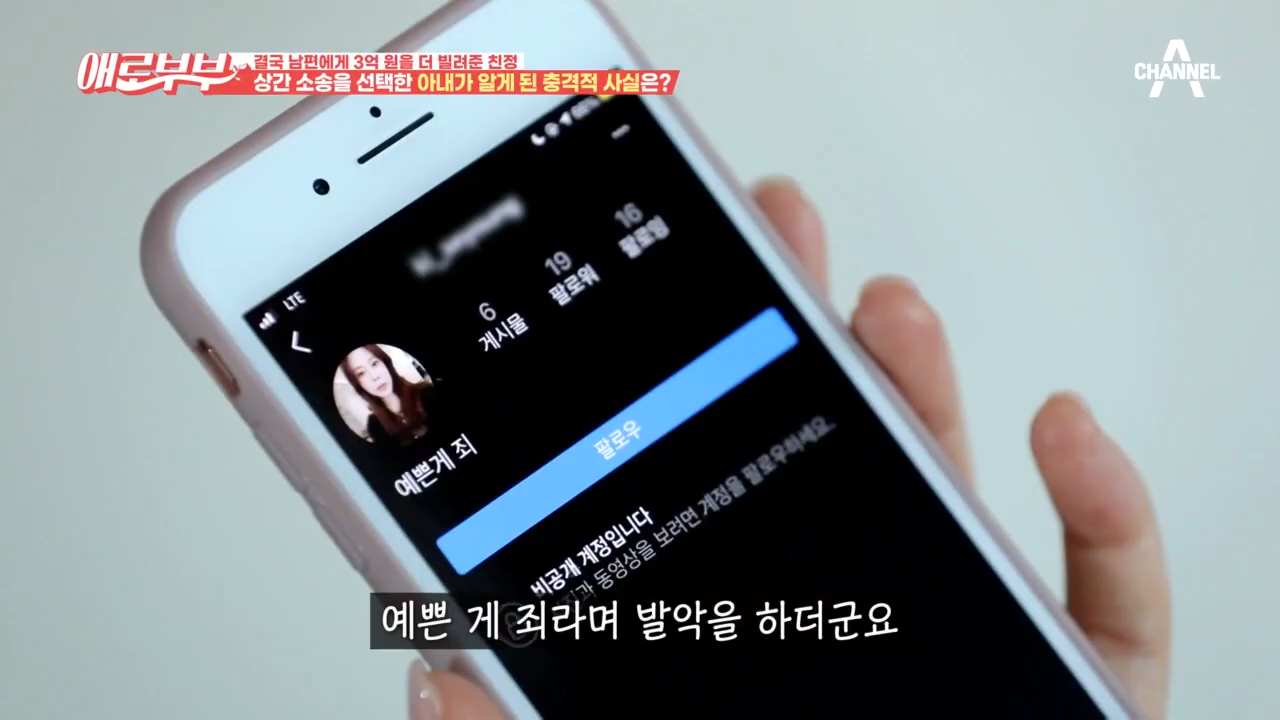 애로부부
결국 남편에게 3억 원을 더 빌려준 친정
상간 소송을 선택한 아내가 알게 된 충격적 사실은?
CHANNEL A
LTE
6
게시물
19
팔로워
16
팔로잉
예쁜게 죄
팔로우
비공개 계정입니다
동영상을 보려면 계정을 팔로우하세요.
예쁜 게 죄라며 발악을 하더군요